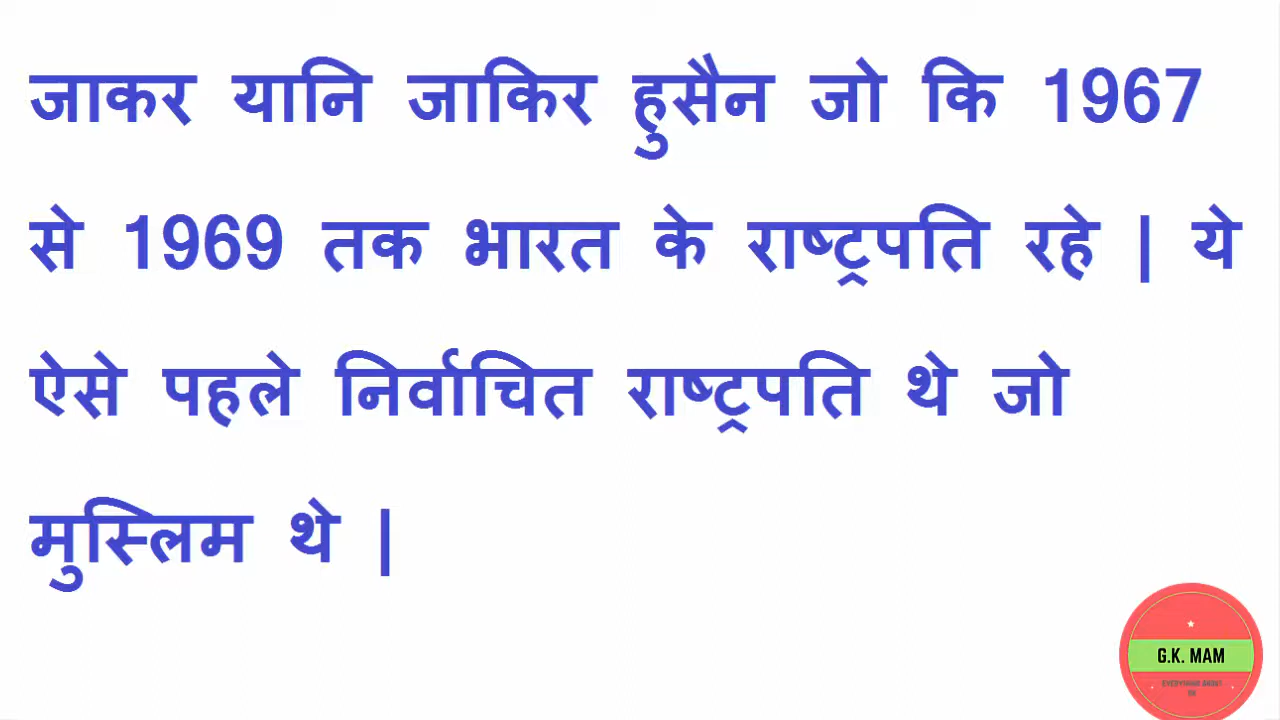 जाकर यानि जाकिर हुसैन जो कि 1967
से 1969 तक भारत के राष्ट्रपति रहे | ये
ऐसे पहले निर्वाचित राष्ट्रपति थे जो
मुस्लिम थे |
G.K. MAM